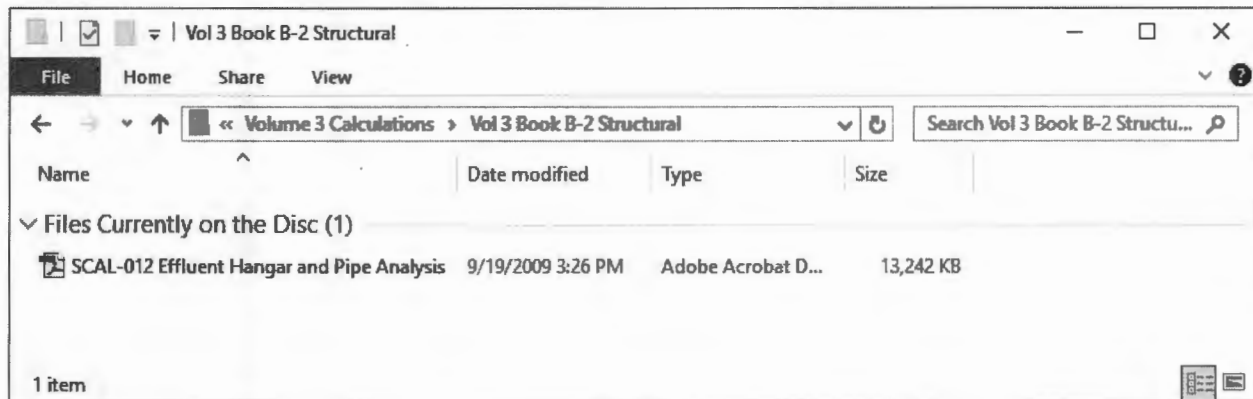 Vol 3 Book B-2 Structural
File Home Share View
« Volume 3 Calculations › Vol 3 Book B-2 Structural Search Vol 3 Book B-2 Structu...
Name Date modified Type Size
Files Currently on the Disc (1)
SCAL-012 Effluent Hangar and Pipe Analysis 9/19/2009 3:26 PM Adobe Acrobat D... 13,242 KB
1 item